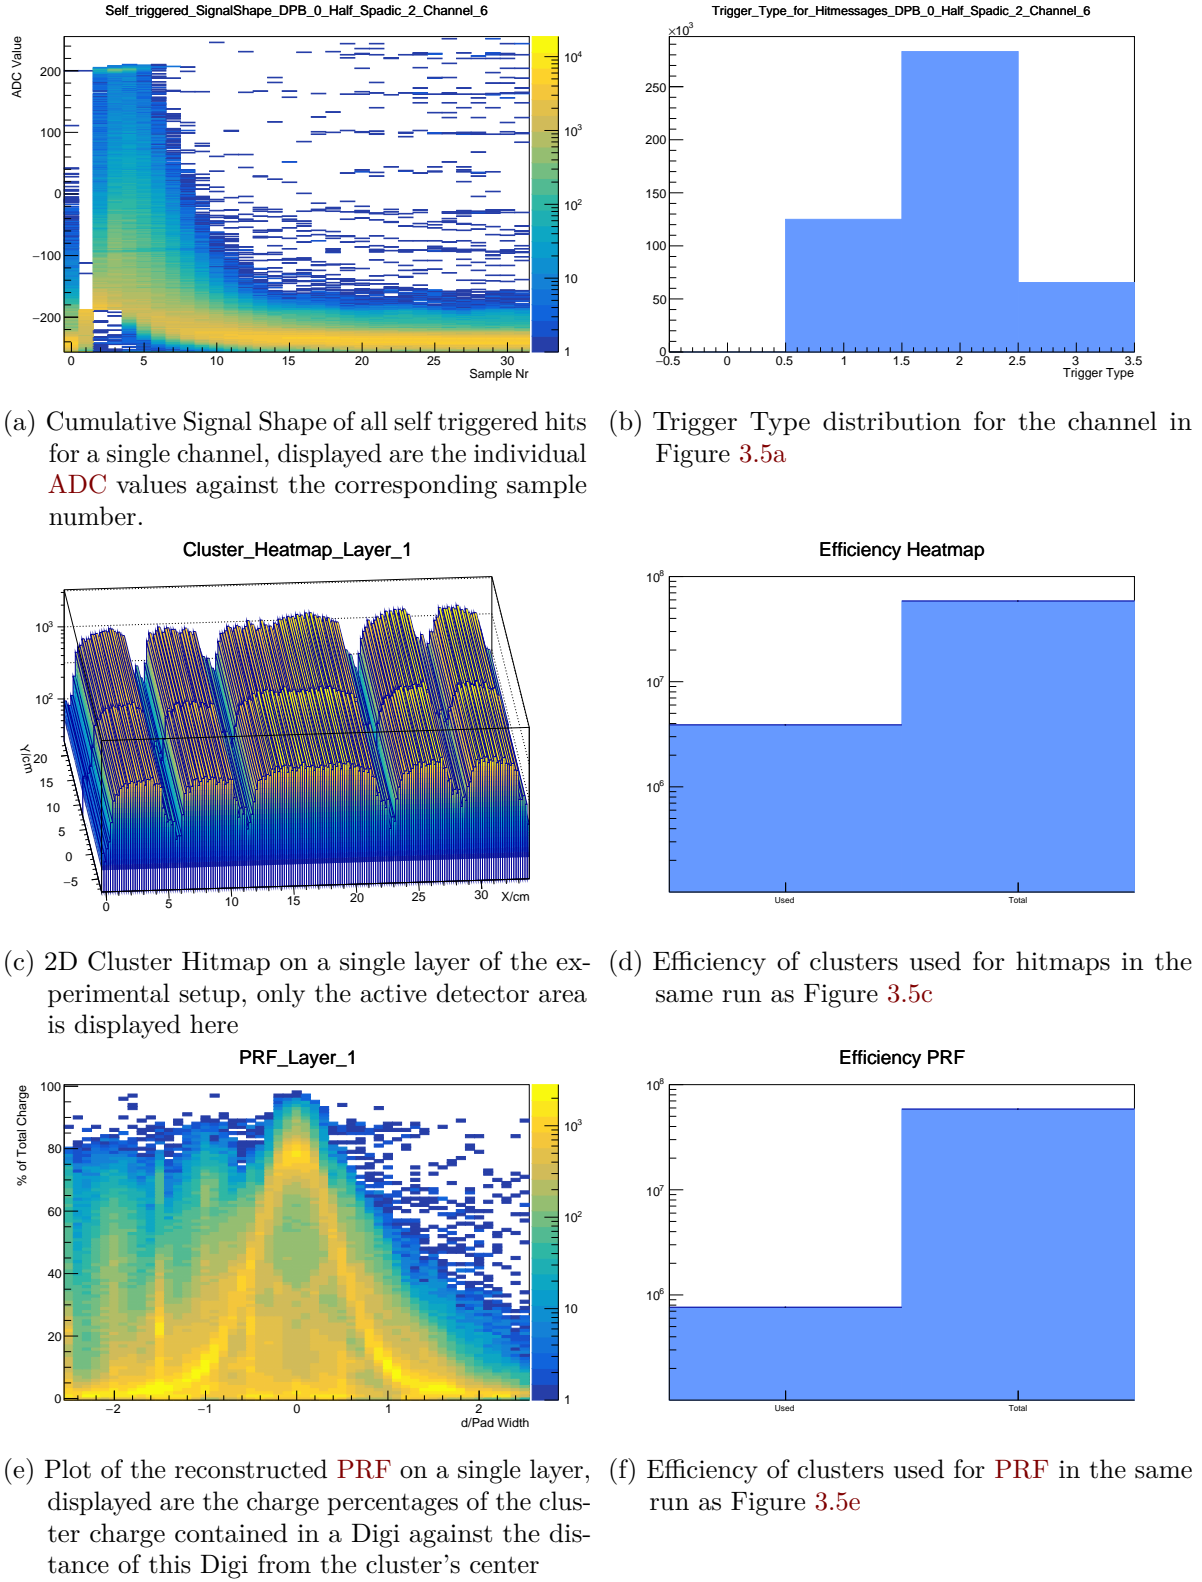 Self_triggered_SignalShape_DPB_0_Half_Spadic_2_Channel_6
ADC Value
200
100
0
−100
−200
0 5 10 15 20 25 30
Sample Nr
10⁴
10³
10²
10
1
Trigger_Type_for_Hitmessages_DPB_0_Half_Spadic_2_Channel_6
×10³
250
200
150
100
50
0
−0.5 0 0.5 1 1.5 2 2.5 3 3.5
Trigger Type
(a) Cumulative Signal Shape of all self triggered hits
for a single channel, displayed are the individual
ADC values against the corresponding sample
number.
(b) Trigger Type distribution for the channel in
Figure 3.5a
Cluster_Heatmap_Layer_1
10³
10²
Y/cm
20
15
10
5
0
−5
0 5 10 15 20 25 30 X/cm
Efficiency Heatmap
10⁸
10⁷
10⁶
Used Total
(c) 2D Cluster Hitmap on a single layer of the ex-
perimental setup, only the active detector area
is displayed here
(d) Efficiency of clusters used for hitmaps in the
same run as Figure 3.5c
PRF_Layer_1
% of Total Charge
100
80
60
40
20
0
−2 −1 0 1 2
d/Pad Width
10³
10²
10
1
Efficiency PRF
10⁸
10⁷
10⁶
Used Total
(e) Plot of the reconstructed PRF on a single layer,
displayed are the charge percentages of the clus-
ter charge contained in a Digi against the dis-
tance of this Digi from the cluster's center
(f) Efficiency of clusters used for PRF in the same
run as Figure 3.5e